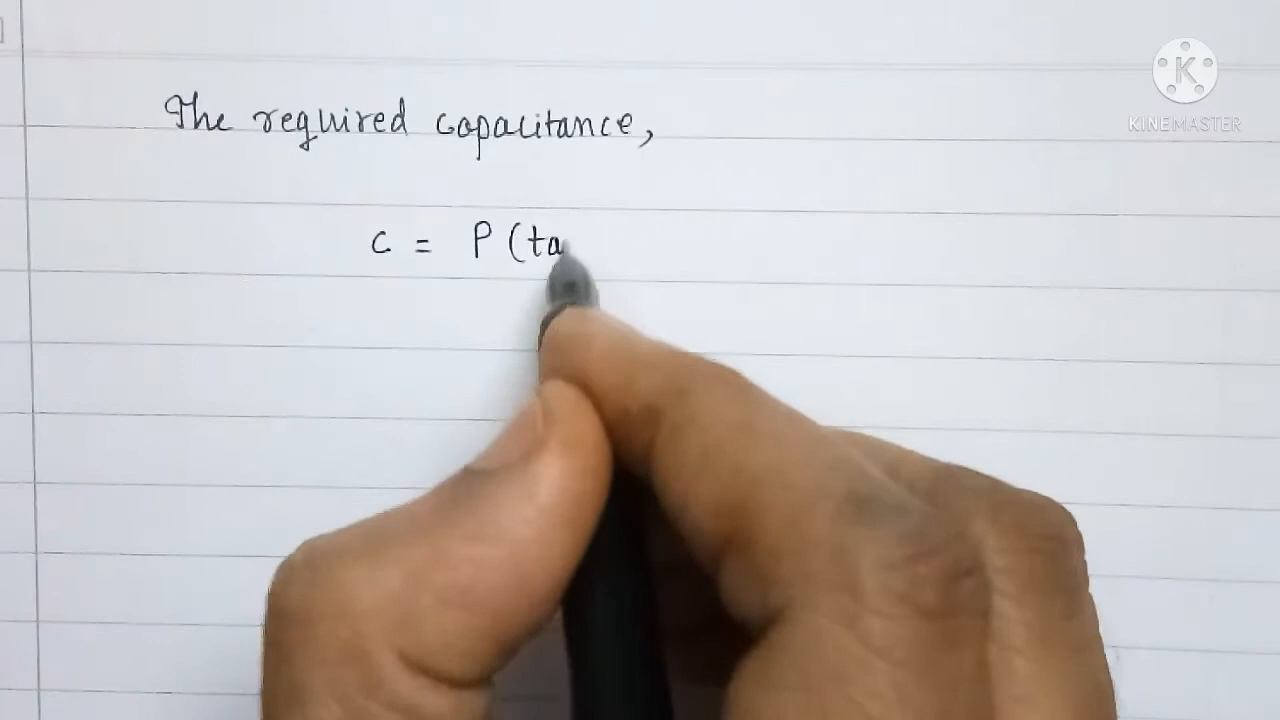 The required capacitance,
C = P (ta
K
KINEMASTER